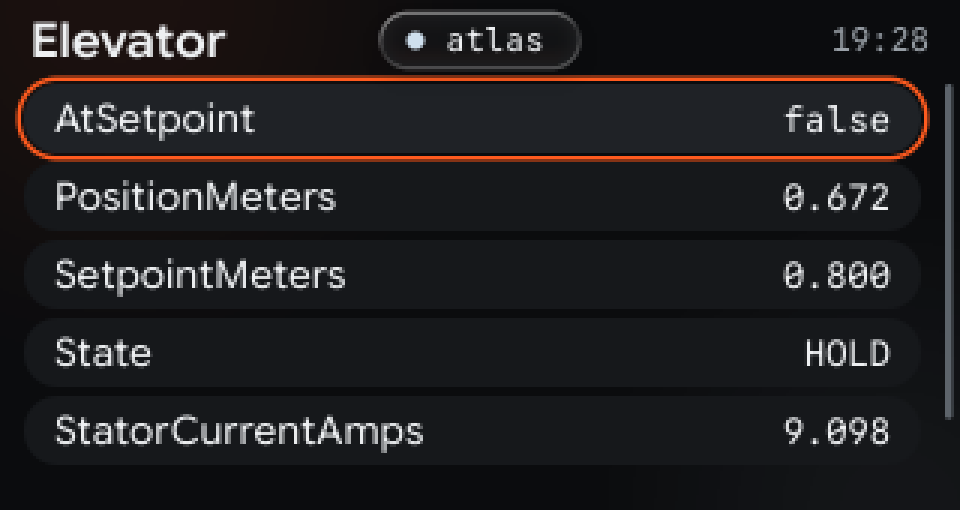 Elevator atlas 19:28
AtSetpoint false
PositionMeters 0.672
SetpointMeters 0.800
State HOLD
StatorCurrentAmps 9.098